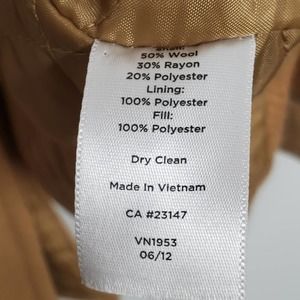 Shell:
50% Wool
30% Rayon
20% Polyester
Lining:
100% Polyester
Fill:
100% Polyester
Dry Clean
Made In Vietnam
CA #23147
VN1953
06/12